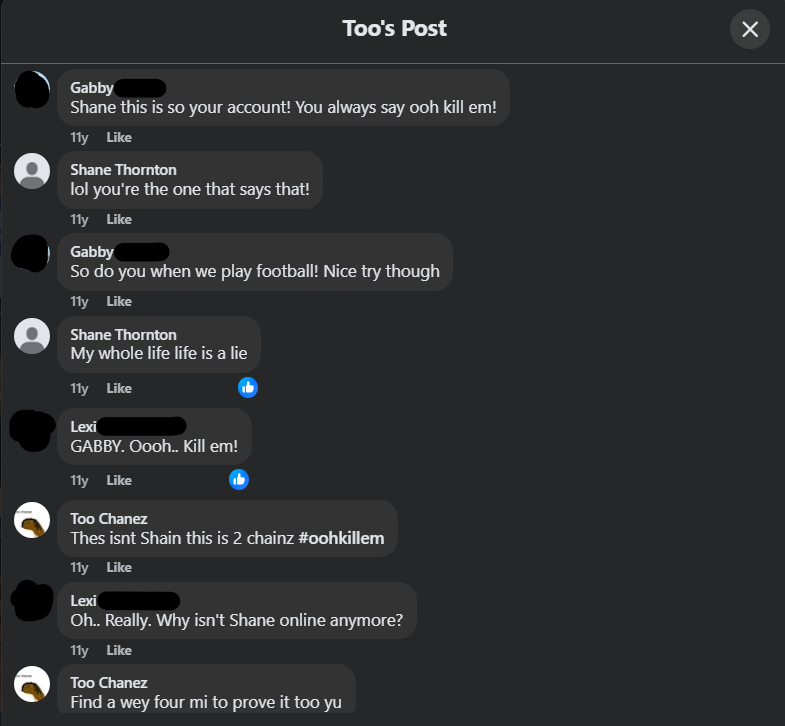 Too's Post
Gabby
Shane this is so your account! You always say ooh kill em!
11y Like
Shane Thornton
lol you're the one that says that!
11y Like
Gabby
So do you when we play football! Nice try though
11y Like
Shane Thornton
My whole life life is a lie
11y Like
Lexi
GABBY. Oooh.. Kill em!
11y Like
Too Chanez
Thes isnt Shain this is 2 chainz #oohkillem
11y Like
Lexi
Oh.. Really. Why isn't Shane online anymore?
11y Like
Too Chanez
Find a wey four mi to prove it too yu